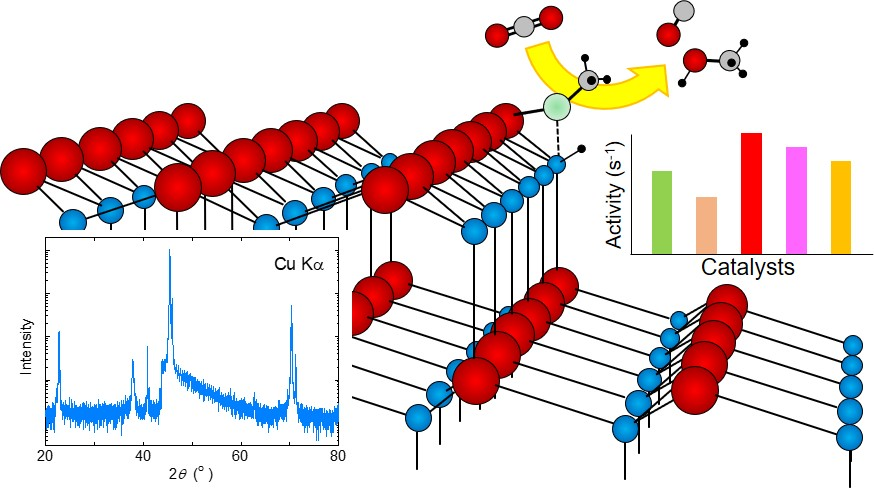 Activity (s⁻¹)
Catalysts
Cu Kα
Intensity
20 40 60 80
2θ (°)